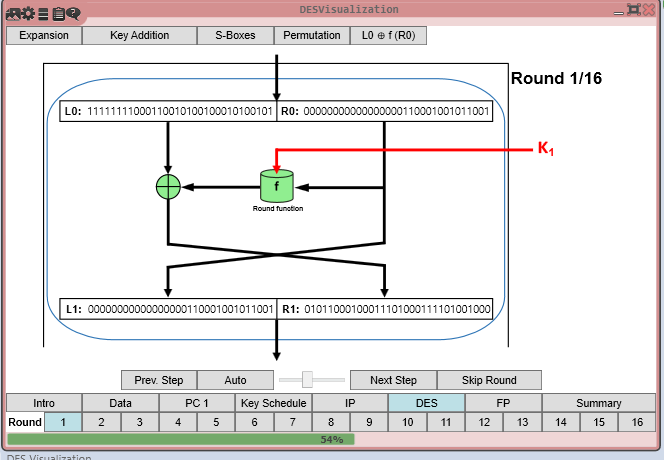 DESVisualization
Expansion Key Addition S-Boxes Permutation L0 ⊕ f (R0)
Round 1/16
L0: 11111111000110010100100010100101 R0: 00000000000000000110001001011001
K1
f
Round function
L1: 00000000000000000110001001011001 R1: 01011000100011101000111101001000
Prev. Step Auto Next Step Skip Round
Intro Data PC 1 Key Schedule IP DES FP Summary
Round 1 2 3 4 5 6 7 8 9 10 11 12 13 14 15 16
54%
DES Visualization